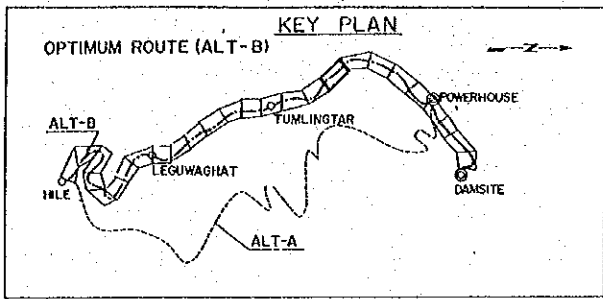 KEY PLAN
OPTIMUM ROUTE (ALT-B)
Z
POWERHOUSE
TUMLINGTAR
ALT-B
LEGUWAGHAT
DAMSITE
HILE
ALT-A